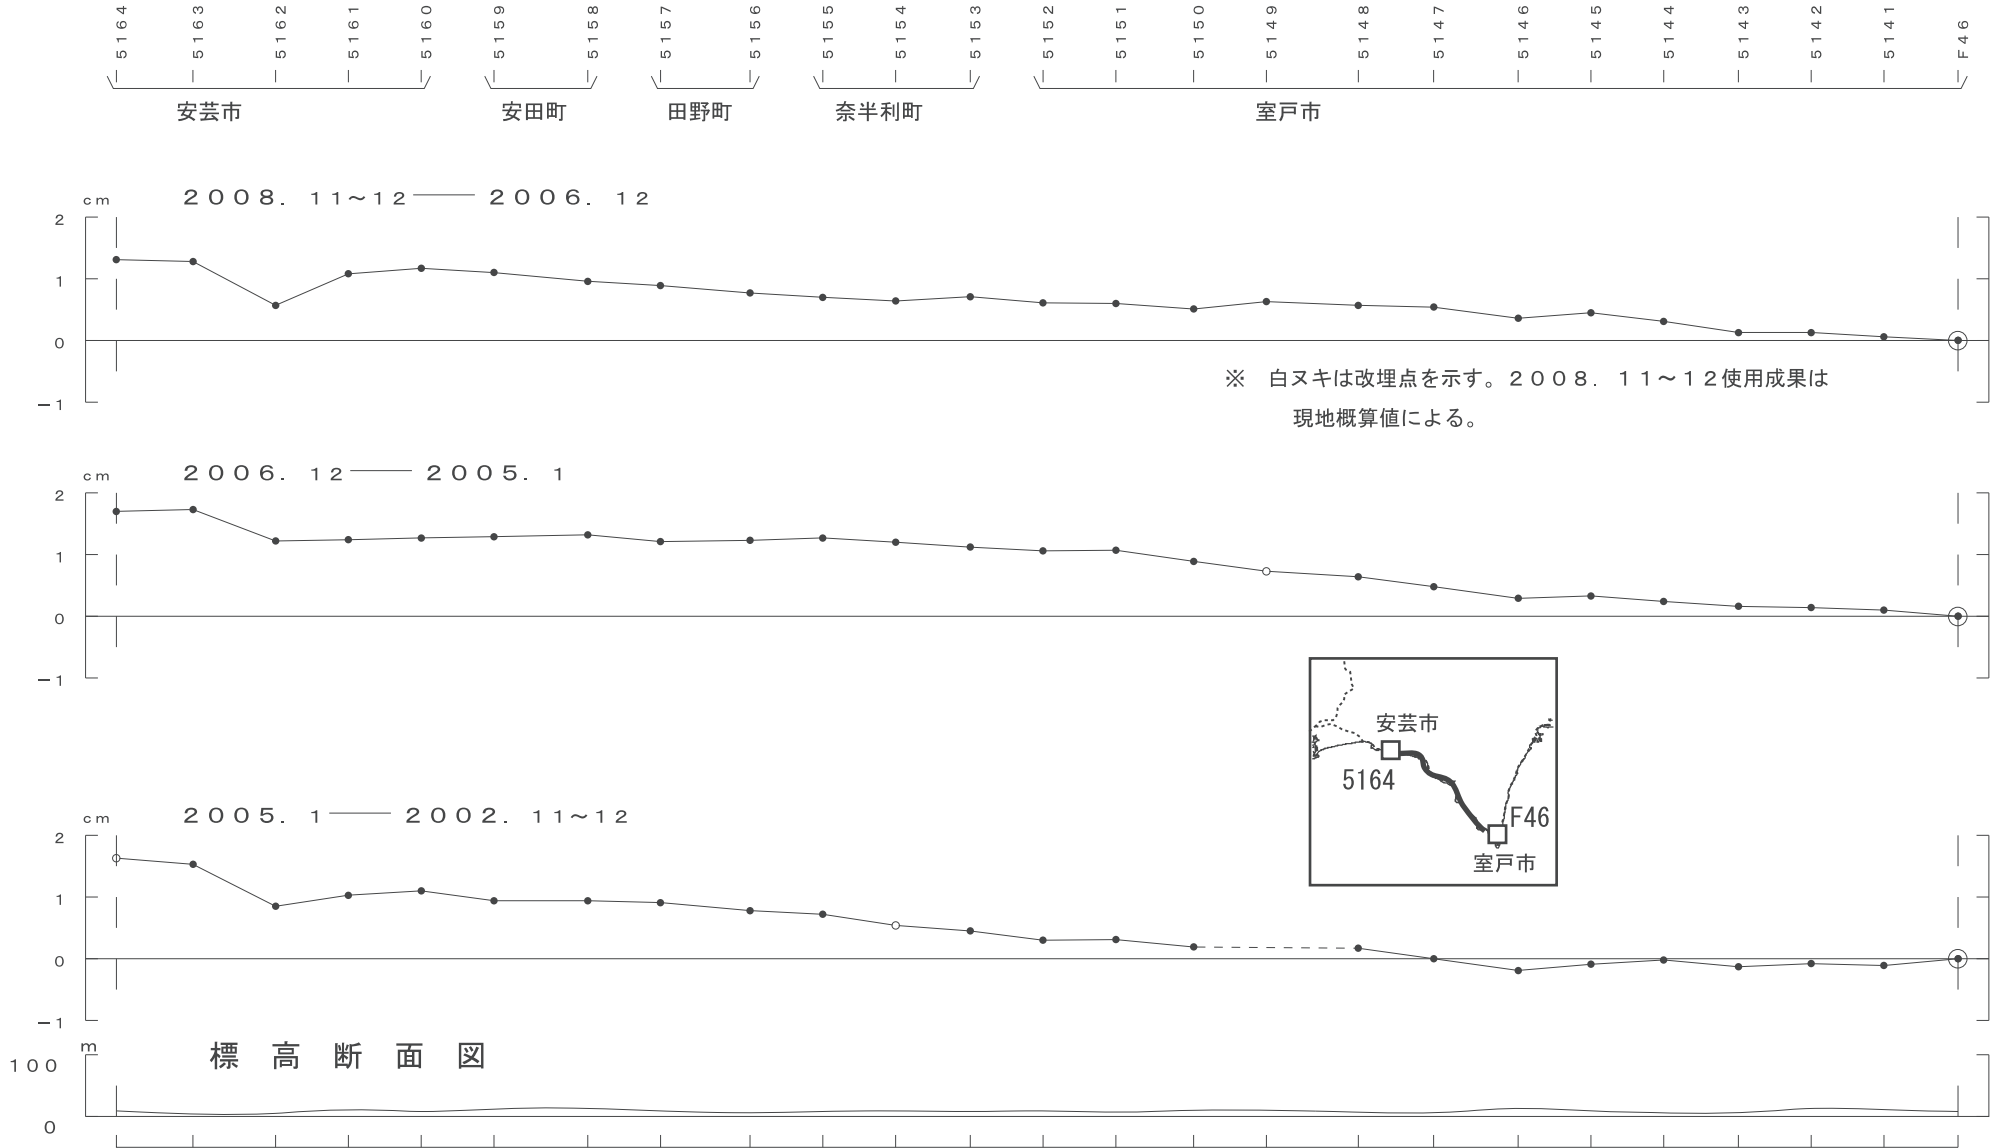 5164 5163 5162 5161 5160 5159 5158 5157 5156 5155 5154 5153 5152 5151 5150 5149 5148 5147 5146 5145 5144 5143 5142 5141 F46
安芸市 安田町 田野町 奈半利町 室戸市
cm ２００８. 11~12 —— ２００６. 12
2
1
0
−1
※　白ヌキは改埋点を示す。２００８. １１～１２使用成果は
現地概算値による。
cm ２００６. 12 —— ２００５. 1
2
1
0
−1
安芸市
5164
F46
室戸市
cm ２００５. 1 —— ２００２. 11~12
2
1
0
−1
m 標高断面図
100
0